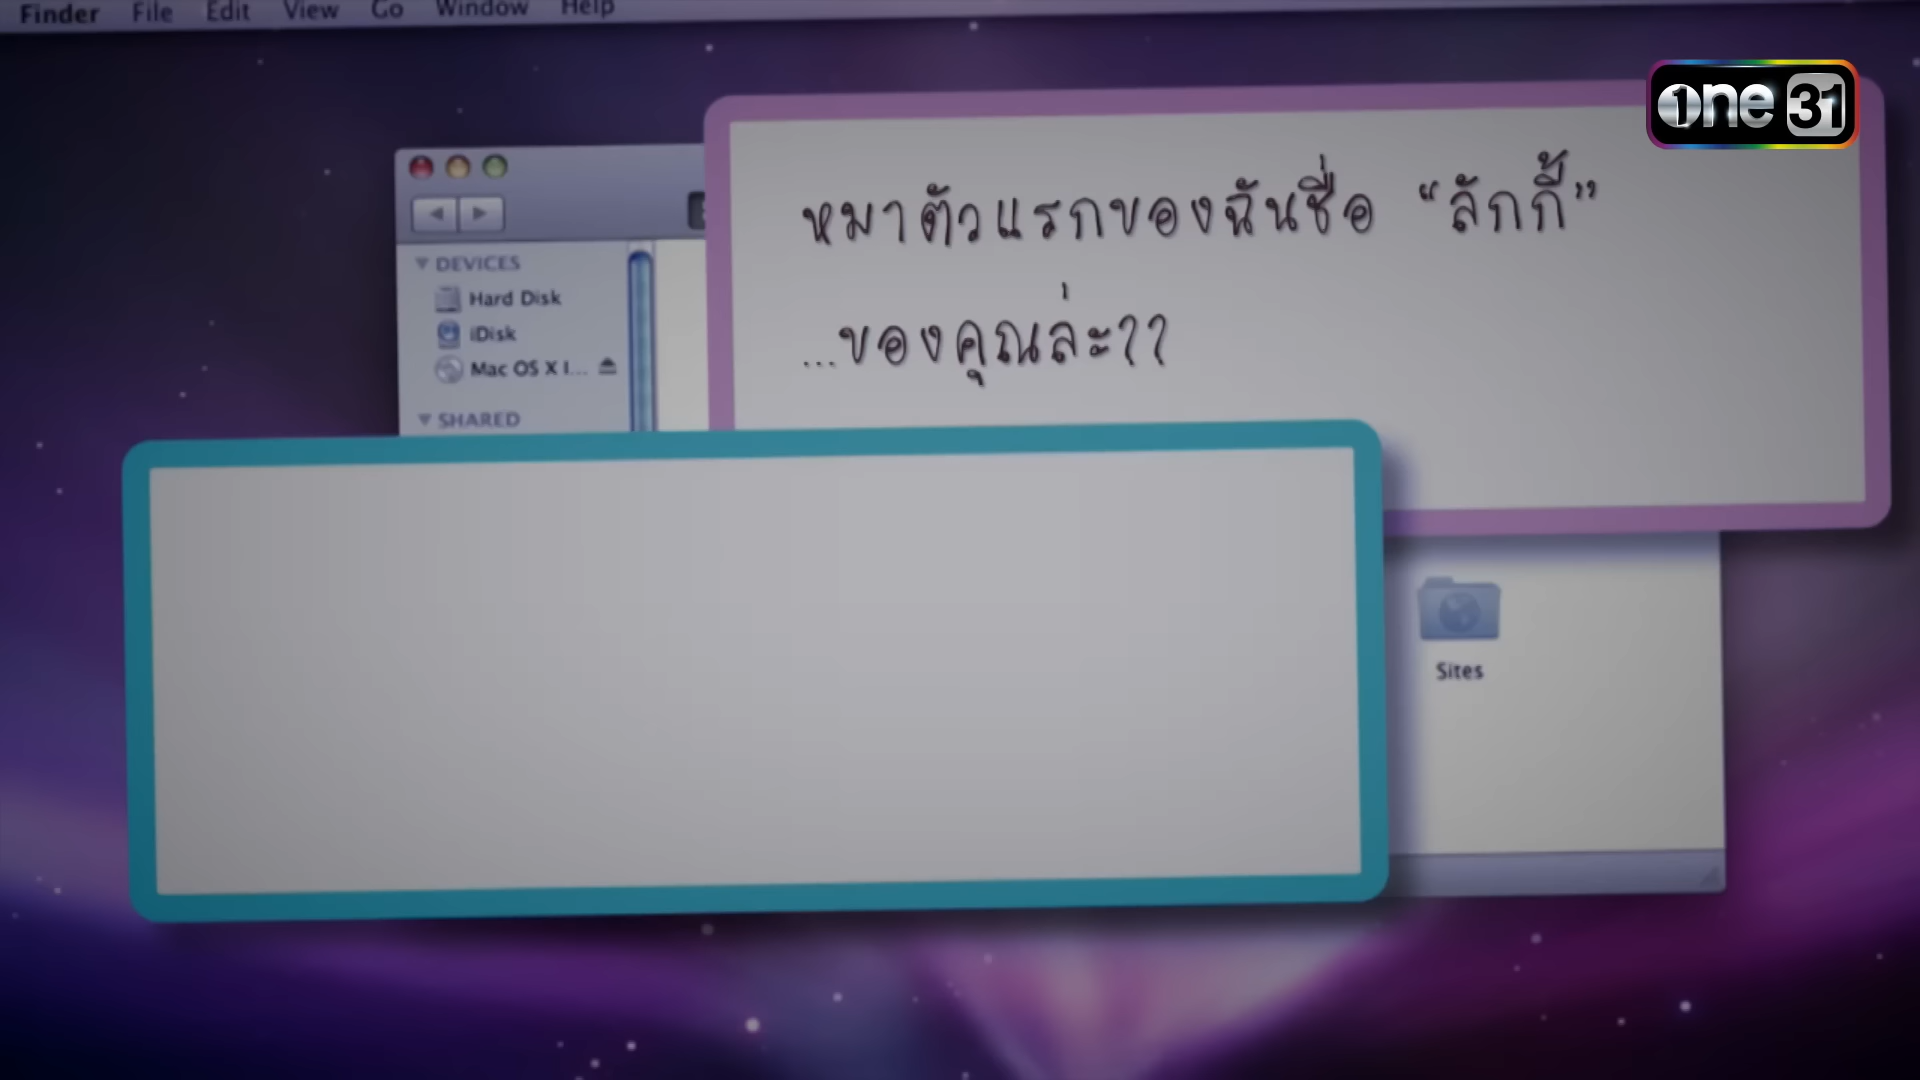 Finder File Edit View Go Window Help
one 31
หมาตัวแรกของฉันชื่อ “ลักกี้”
...ของคุณล่ะ??
DEVICES
Hard Disk
iDisk
Mac OS X I...
SHARED
Sites